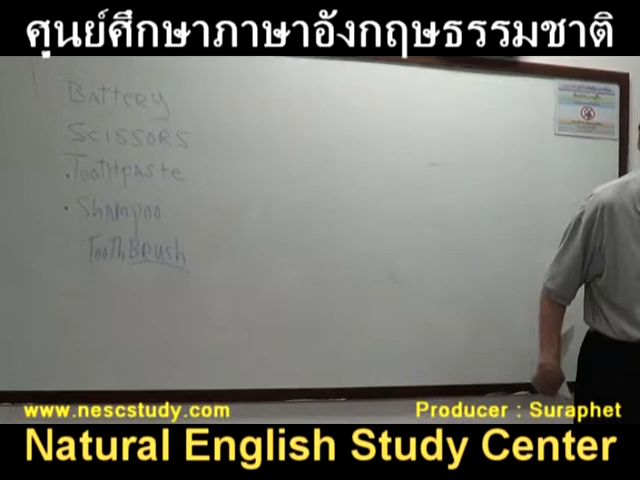 ศูนย์ศึกษาภาษาอังกฤษธรรมชาติ
Battery
Scissors
.Toothpaste
.Shampoo
ToothBrush
www.nescstudy.com
Producer : Suraphet
Natural English Study Center